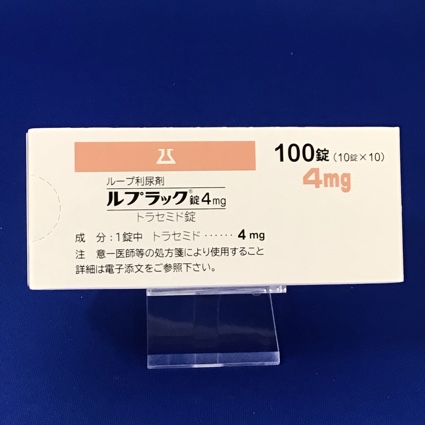 100錠 (10錠×10)
4mg
ループ利尿剤
ルプラック®錠4mg
トラセミド錠
成 分:1錠中 トラセミド…… 4 mg
注 意ー医師等の処方箋により使用すること
詳細は電子添文をご参照下さい。